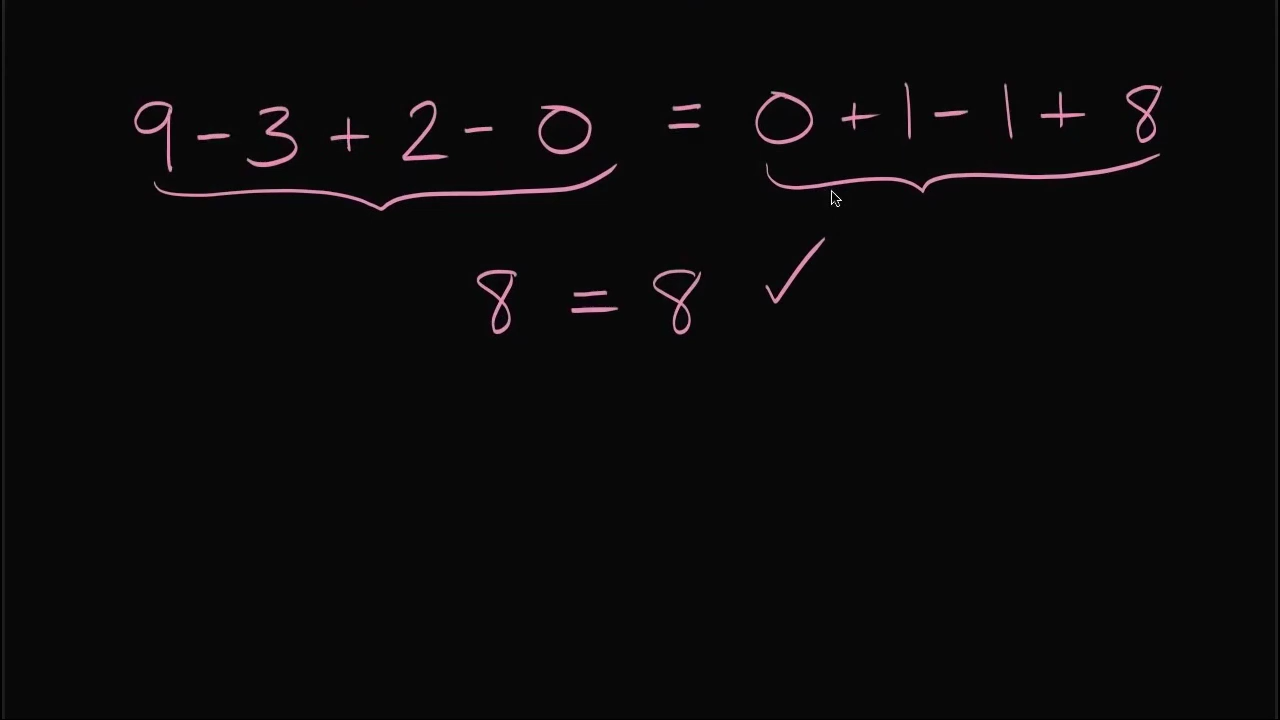 9 - 3 + 2 - 0 = 0 + 1 - 1 + 8
8 = 8 ✓